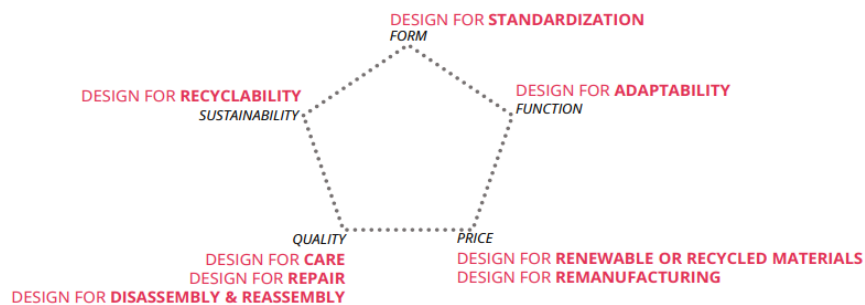 DESIGN FOR STANDARDIZATION
FORM
DESIGN FOR RECYCLABILITY
SUSTAINABILITY
DESIGN FOR ADAPTABILITY
FUNCTION
QUALITY
DESIGN FOR CARE
DESIGN FOR REPAIR
DESIGN FOR DISASSEMBLY & REASSEMBLY
PRICE
DESIGN FOR RENEWABLE OR RECYCLED MATERIALS
DESIGN FOR REMANUFACTURING